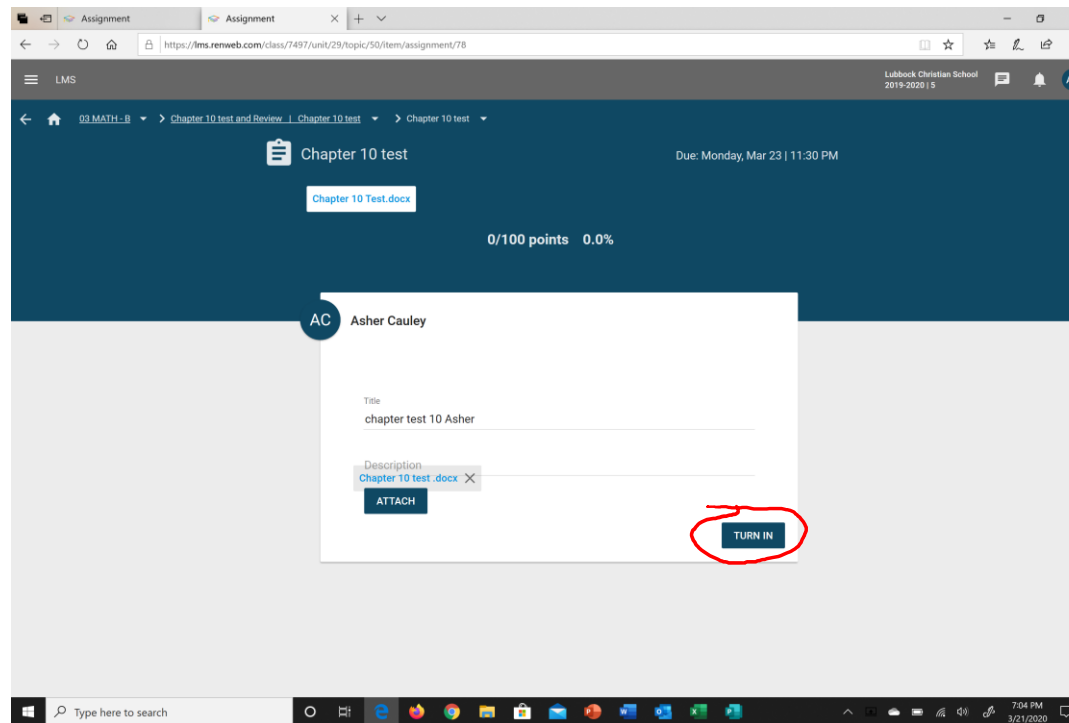 Assignment
Assignment
https://lms.renweb.com/class/7497/unit/29/topic/50/item/assignment/78
LMS
Lubbock Christian School
2019-2020 | 5
03 MATH - B
Chapter 10 test and Review | Chapter 10 test
Chapter 10 test
Chapter 10 test
Due: Monday, Mar 23 | 11:30 PM
Chapter 10 Test.docx
0/100 points 0.0%
AC
Asher Cauley
Title
chapter test 10 Asher
Description
Chapter 10 test .docx
ATTACH
TURN IN
Type here to search
7:04 PM
3/21/2020